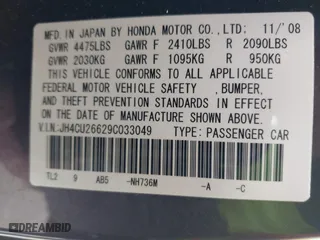 MFD. IN JAPAN BY HONDA MOTOR CO.,LTD: 11/'08
GVWR 4475LBS GAWR F 2410LBS R 2090LBS
GVWR 2030KG GAWR F 1095KG R 950KG
THIS VEHICLE CONFORMS TO ALL APPLICABLE
FEDERAL MOTOR VEHICLE SAFETY , BUMPER,
AND THEFT PREVENTION STANDARDS IN EFFECT
ON THE DATE OF MANUFACTURE SHOWN ABOVE.
V.I.N.:JH4CU26629C033049 TYPE: PASSENGER CAR
TL2 9 AB5 -NH736M -A -C
DREAMBID.COM